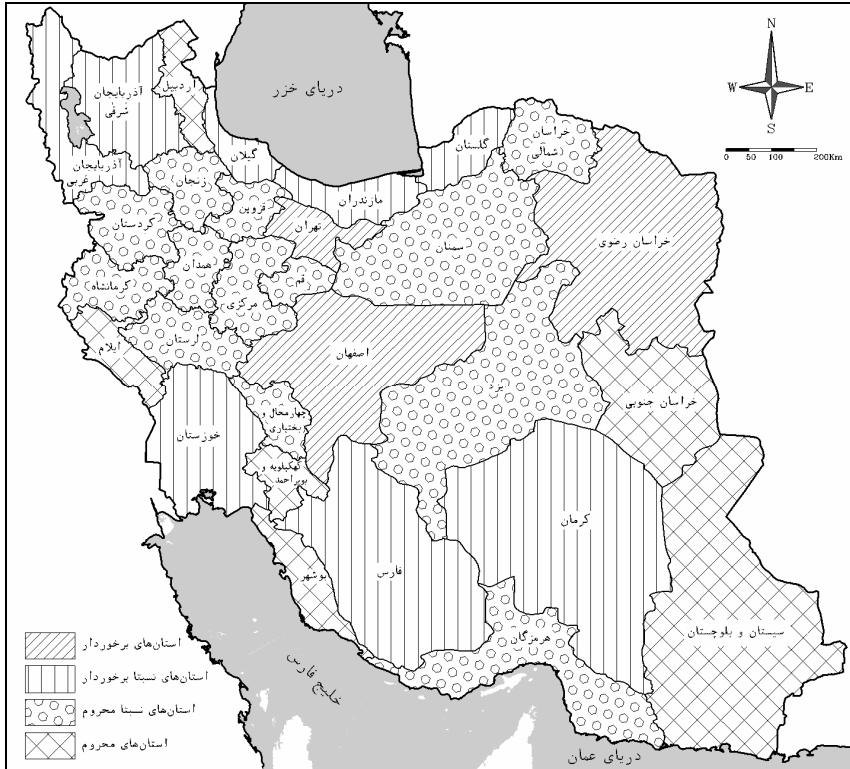 N
W E
S
0 50 100 200Km
دریای خزر
آذربایجان
شرقی
اردبیل
آذربایجان
غربی
گیلان
گلستان
خراسان
شمالی
زنجان
مازندران
قزوین
کردستان
تهران
سمنان
خراسان رضوی
همدان
قم
کرمانشاه
مرکزی
لرستان
ایلام
اصفهان
یزد
خراسان جنوبی
چهارمحال و
بختیاری
خوزستان
کهکیلویه و
بویراحمد
کرمان
فارس
بوشهر
هرمزگان
سیستان و بلوچستان
خلیج فارس
دریای عمان
استان‌های برخوردار
استان‌های نسبتا برخوردار
استان‌های نسبتا محروم
استان‌های محروم